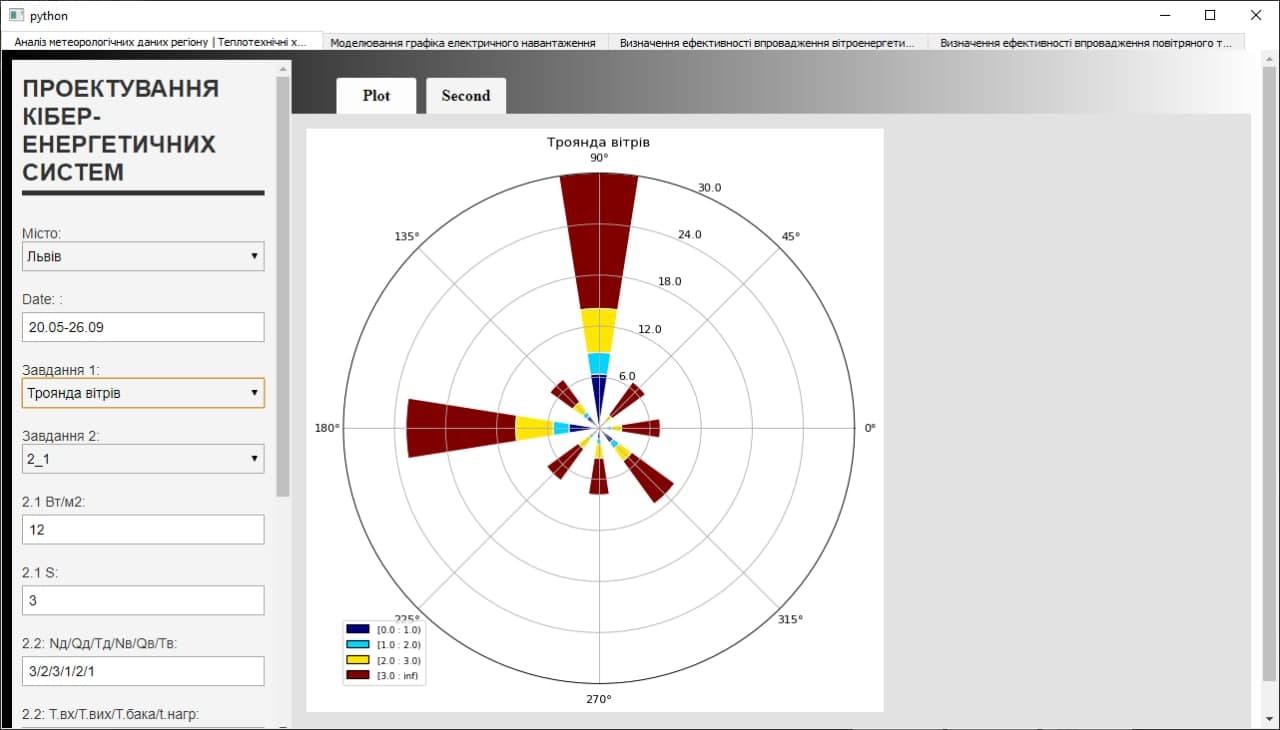 python
Аналіз метеорологічних даних регіону | Теплотехнічні х...
Моделювання графіка електричного навантаження
Визначення ефективності впровадження вітроенергети...
Визначення ефективності впровадження повітряного т...
ПРОЕКТУВАННЯ
КІБЕР-
ЕНЕРГЕТИЧНИХ
СИСТЕМ
Місто:
Львів
Date: :
20.05-26.09
Завдання 1:
Троянда вітрів
Завдання 2:
2_1
2.1 Вт/м2:
12
2.1 S:
3
2.2: Nд/Qд/Tд/Nв/Qв/Tв:
3/2/3/1/2/1
2.2: T.вх/T.вих/T.бака/t.нагр:
Plot
Second
Троянда вітрів
90°
30.0
135°
24.0
45°
18.0
12.0
6.0
180°
0°
225°
315°
[0.0 : 1.0)
[1.0 : 2.0)
[2.0 : 3.0)
[3.0 : inf)
270°